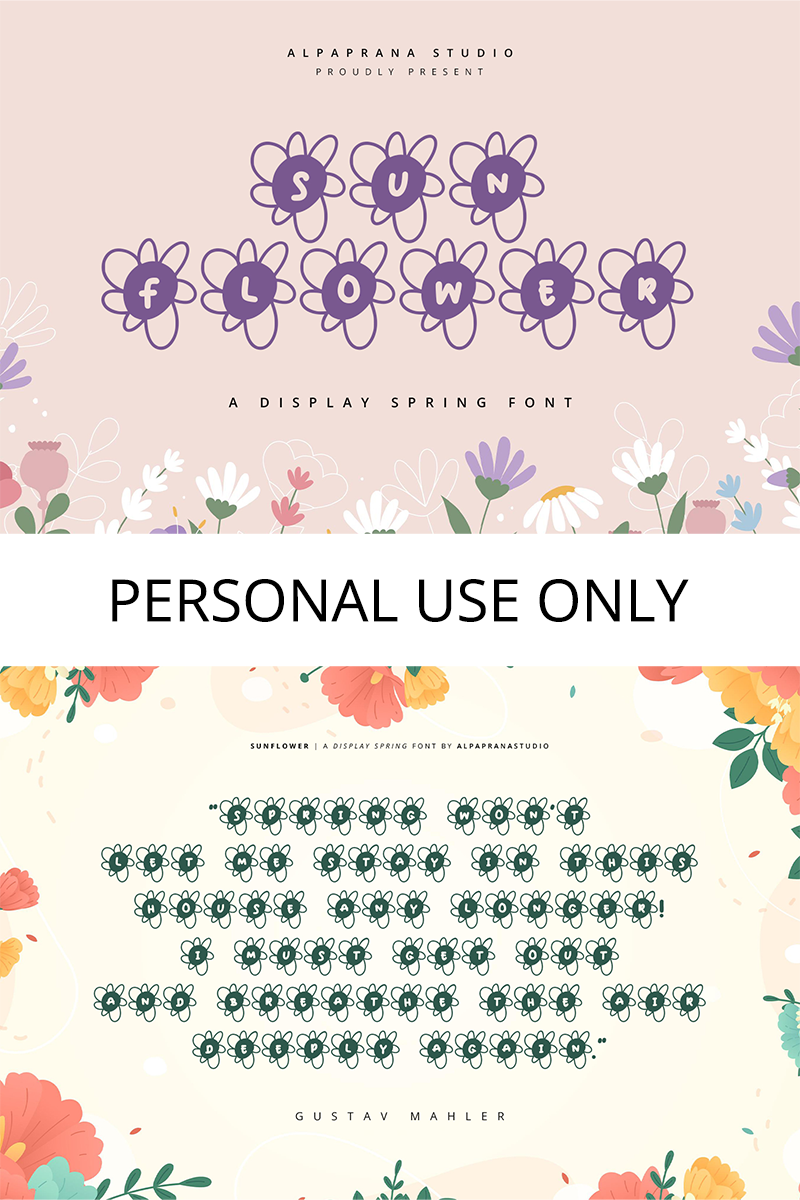 ALPAPRANA STUDIO
PROUDLY PRESENT
SUN
FLOWER
A DISPLAY SPRING FONT
PERSONAL USE ONLY
SUNFLOWER | A DISPLAY SPRING FONT BY ALPAPRANASTUDIO
"SPRING WON'T
LET ME STAY IN THIS
HOUSE ANY LONGER!
I MUST GET OUT
AND BREATHE THE AIR
DEEPLY AGAIN."
GUSTAV MAHLER